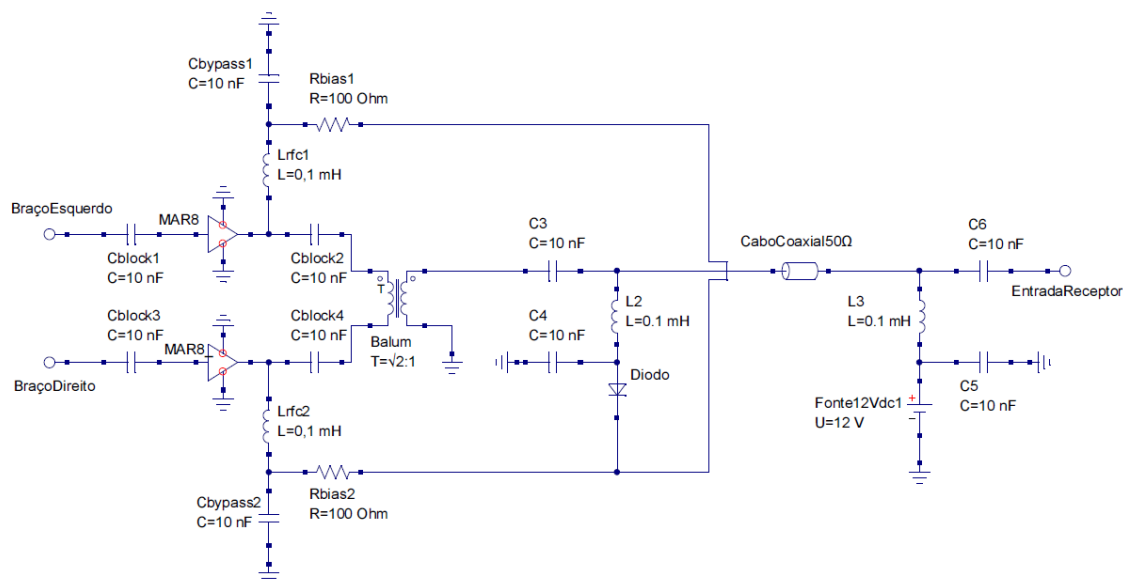 Cbypass1
C=10 nF
Rbias1
R=100 Ohm
Lrfc1
L=0,1 mH
BraçoEsquerdo
MAR8
Cblock1
C=10 nF
Cblock2
C=10 nF
C3
C=10 nF
CaboCoaxial50Ω
C6
C=10 nF
EntradaReceptor
T
L2
L=0.1 mH
L3
L=0.1 mH
Cblock3
C=10 nF
MAR8_
Cblock4
C=10 nF
Balum
T=√2:1
C4
C=10 nF
BraçoDireito
Diodo
Fonte12Vdc1
U=12 V
+
−
C5
C=10 nF
Lrfc2
L=0,1 mH
Cbypass2
C=10 nF
Rbias2
R=100 Ohm